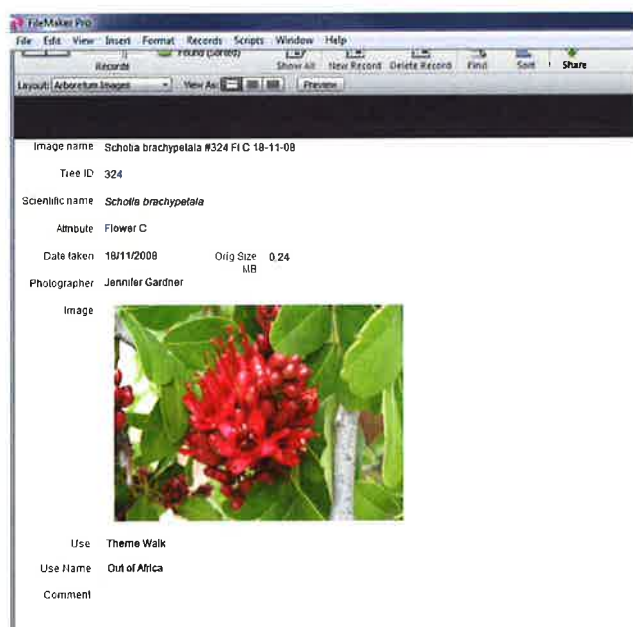 FileMaker Pro
File Edit View Insert Format Records Scripts Window Help
Records Found (Sorted) Show All New Record Delete Record Find Sort Share
Layout: Arboretum Images View As: Preview
Image name Schotia brachypetala #324 Fl C 18-11-08
Tree ID 324
Scientific name Schotia brachypetala
Attribute Flower C
Date taken 18/11/2008 Orig Size 0.24
MB
Photographer Jennifer Gardner
Image
Use Theme Walk
Use Name Out of Africa
Comment